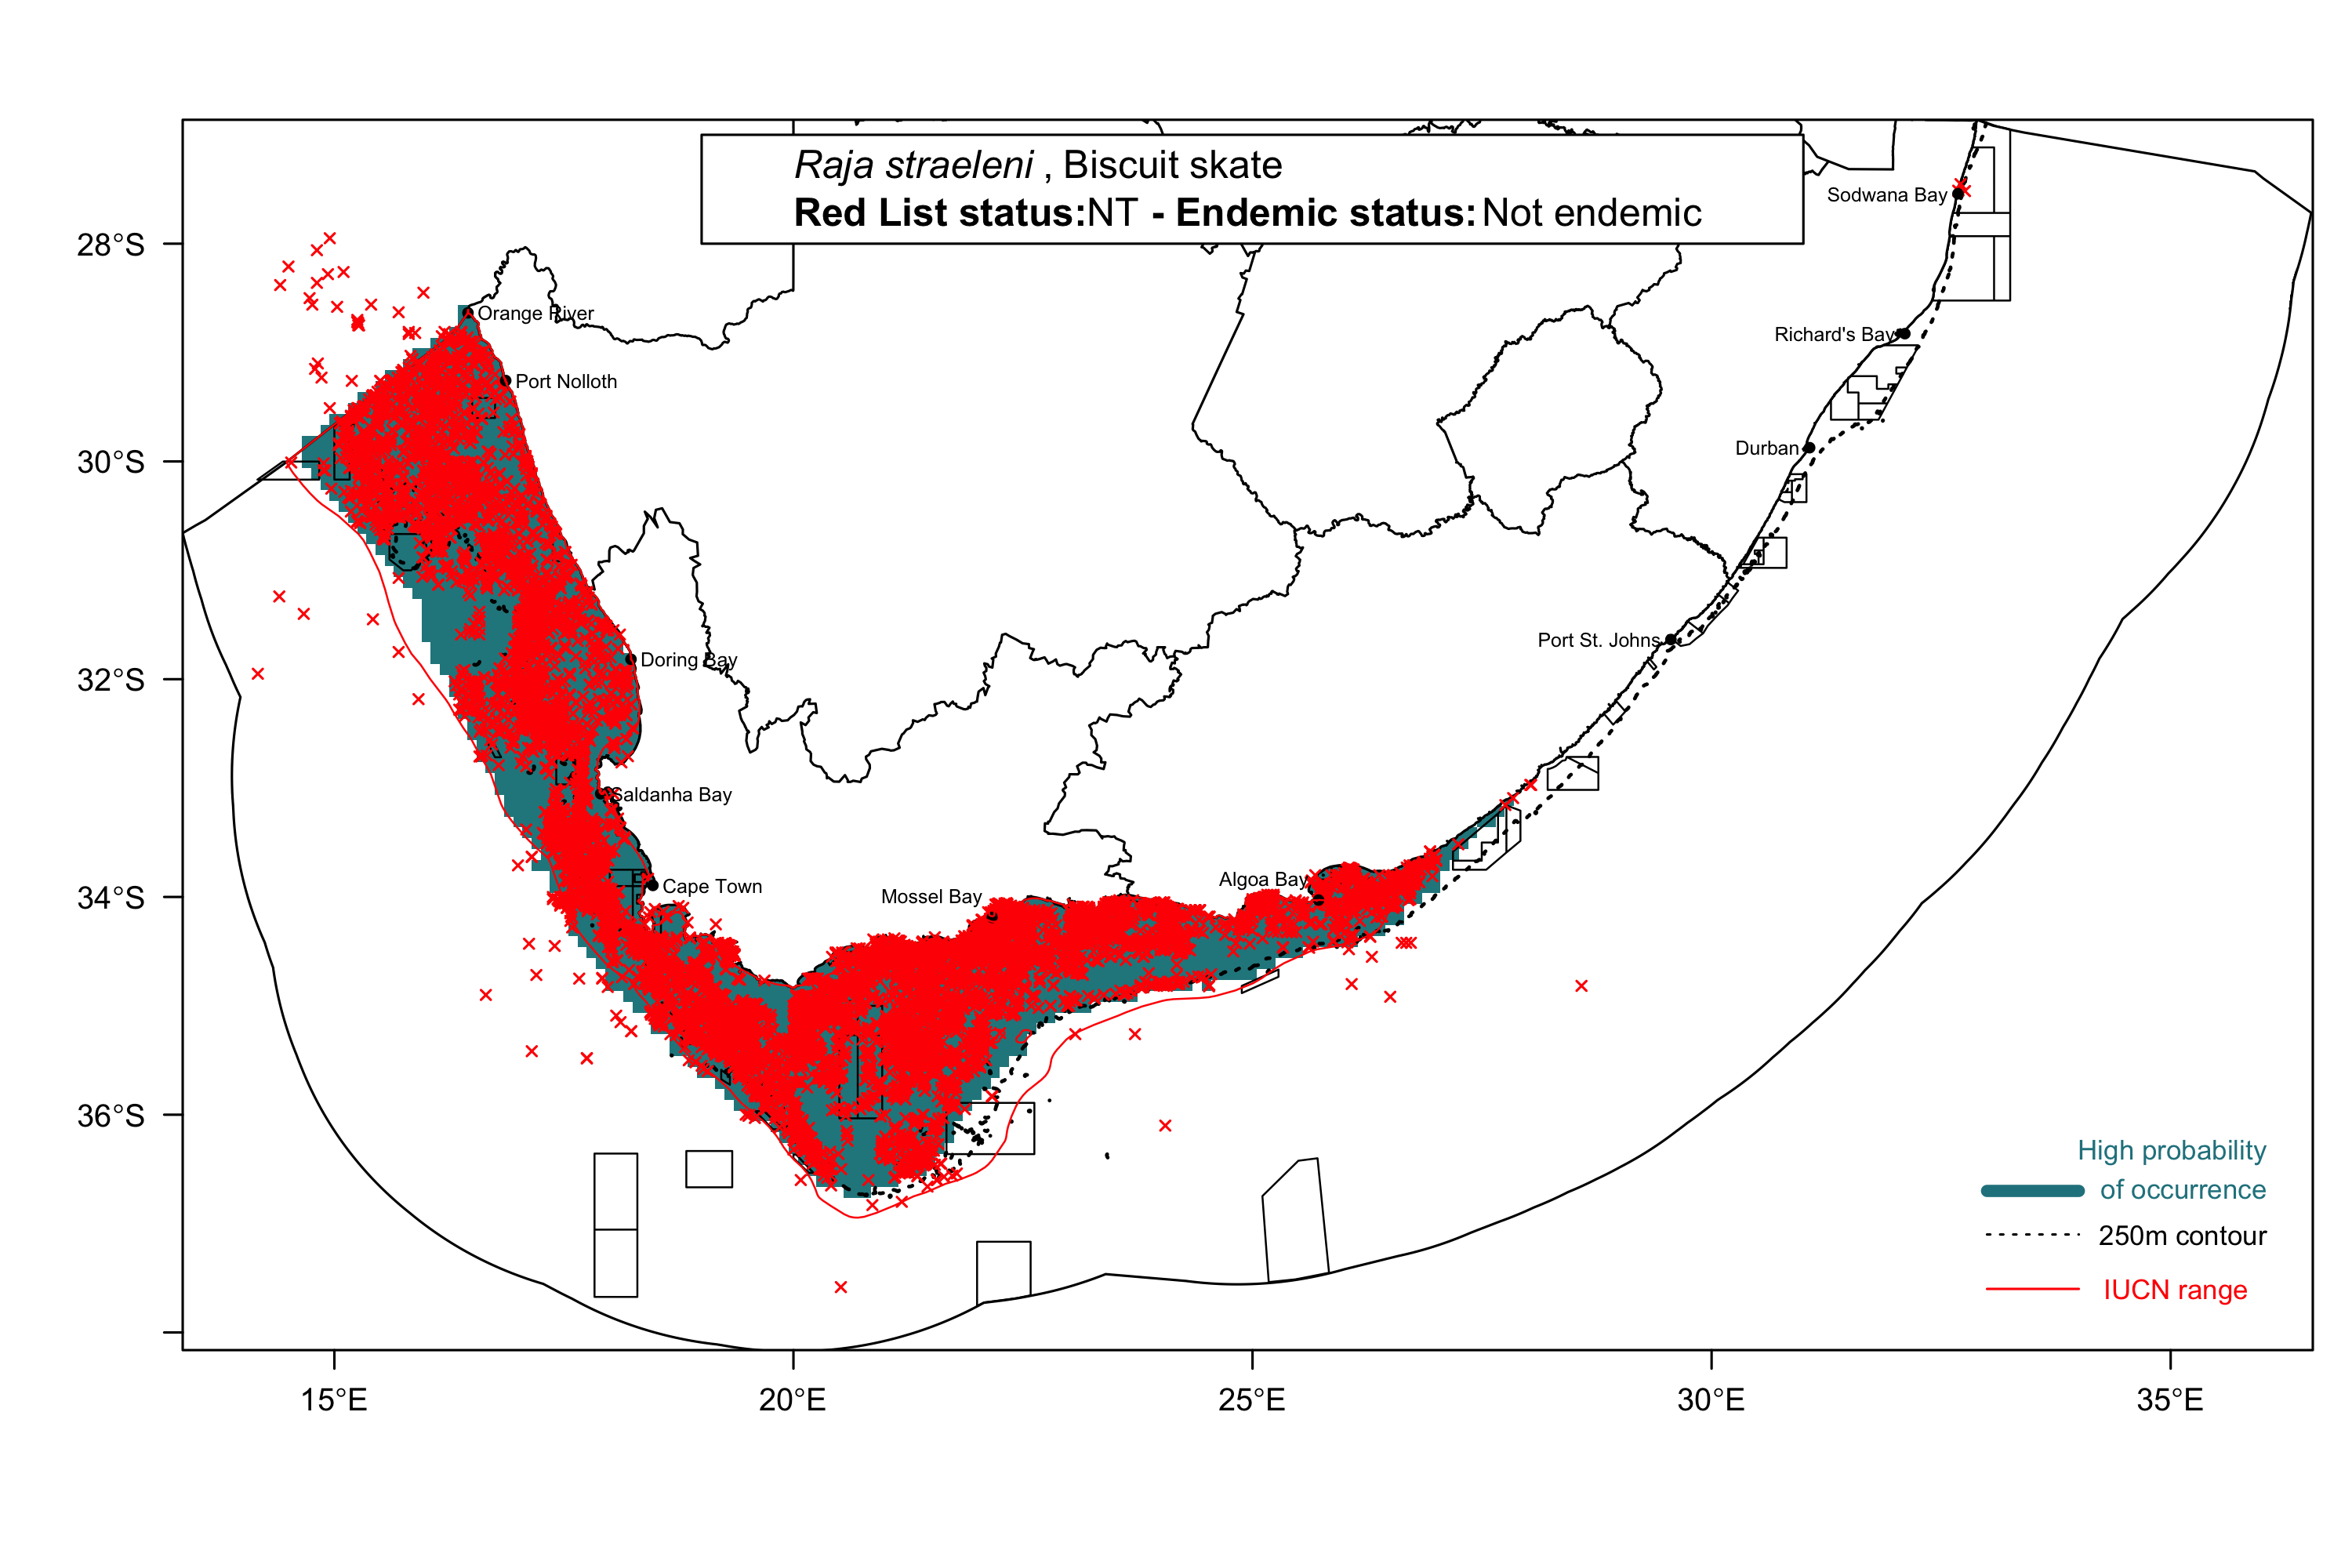 Raja straeleni , Biscuit skate
Red List status:NT - Endemic status: Not endemic
Sodwana Bay
28°S
Orange River
Richard's Bay
Port Nolloth
Durban
30°S
Port St. Johns
Doring Bay
32°S
Saldanha Bay
Algoa Bay
Cape Town
Mossel Bay
34°S
36°S
High probability
of occurrence
250m contour
IUCN range
15°E
20°E
25°E
30°E
35°E